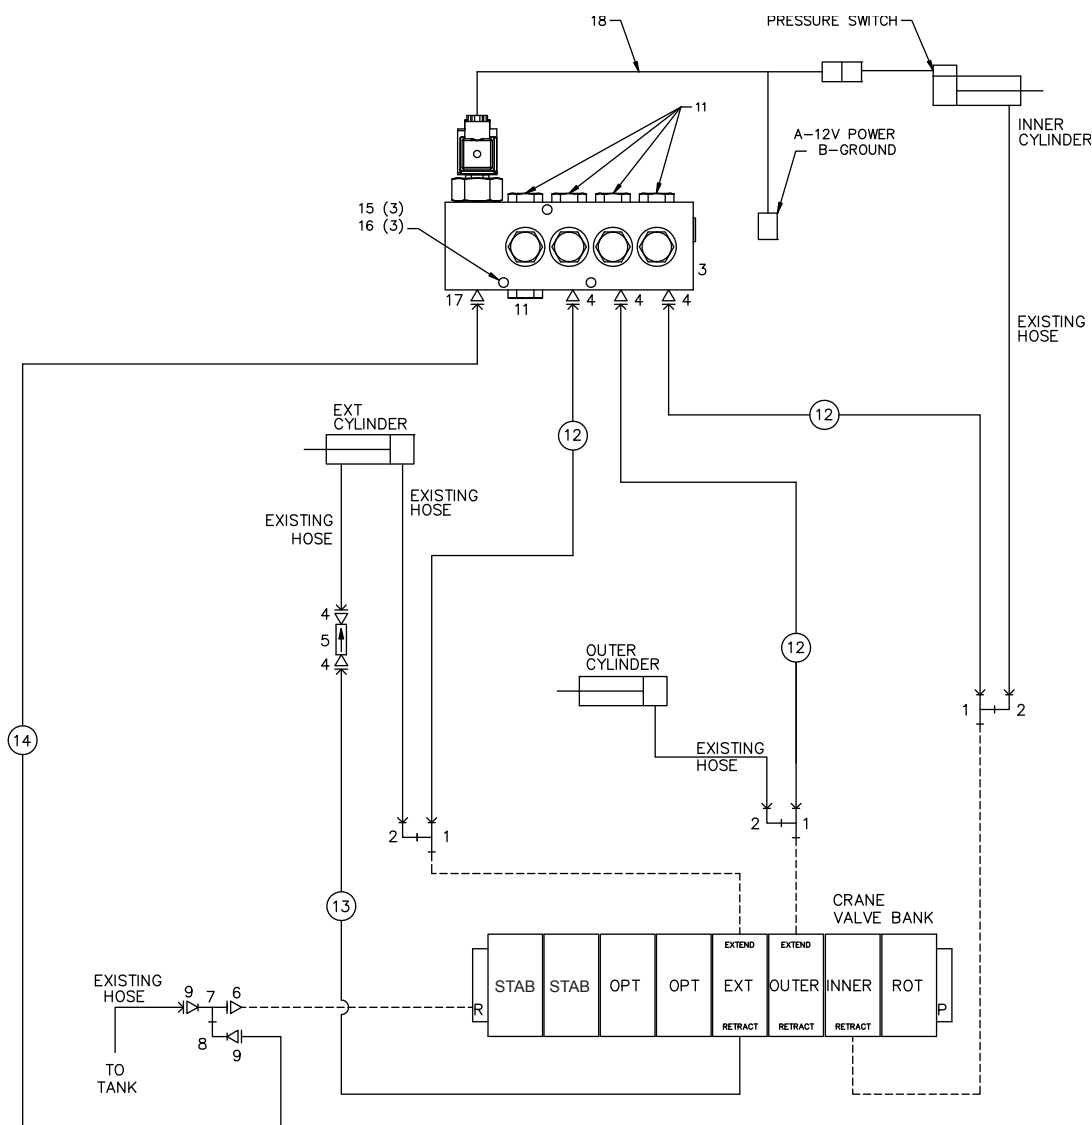 18
PRESSURE SWITCH
11
A-12V POWER
B-GROUND
INNER
CYLINDER
15 (3)
16 (3)
3
17
11
4
4
4
EXISTING
HOSE
EXT
CYLINDER
12
12
EXISTING
HOSE
EXISTING
HOSE
4
5
4
OUTER
CYLINDER
12
1
2
14
EXISTING
HOSE
2
1
2
1
13
CRANE
VALVE BANK
EXTEND
EXTEND
R
STAB
STAB
OPT
OPT
EXT
OUTER
INNER
ROT
P
RETRACT
RETRACT
RETRACT
EXISTING
HOSE
9
7
6
8
9
TO
TANK